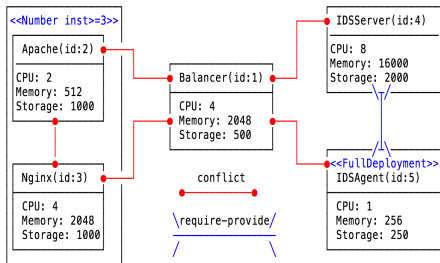 <<Number inst>=3>>
Apache(id:2)
CPU: 2
Memory: 512
Storage: 1000
Nginx(id:3)
CPU: 4
Memory: 2048
Storage: 1000
Balancer(id:1)
CPU: 4
Memory: 2048
Storage: 500
conflict
require-provide
IDSServer(id:4)
CPU: 8
Memory: 16000
Storage: 2000
<<FullDeployment>>
IDSAgent(id:5)
CPU: 1
Memory: 256
Storage: 250